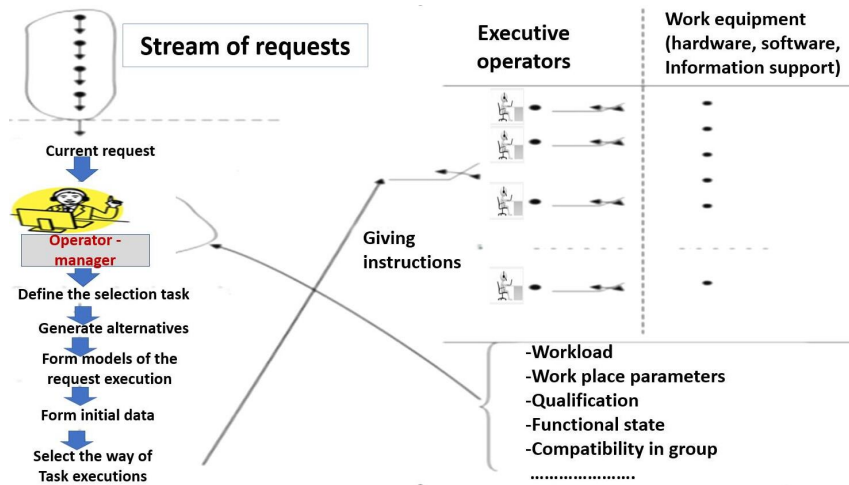 Stream of requests
Current request
Operator -
manager
Define the selection task
Generate alternatives
Form models of the
request execution
Form initial data
Select the way of
Task executions
Giving
instructions
Executive
operators
Work equipment
(hardware, software,
Information support)
-Workload
-Work place parameters
-Qualification
-Functional state
-Compatibility in group
…………………..